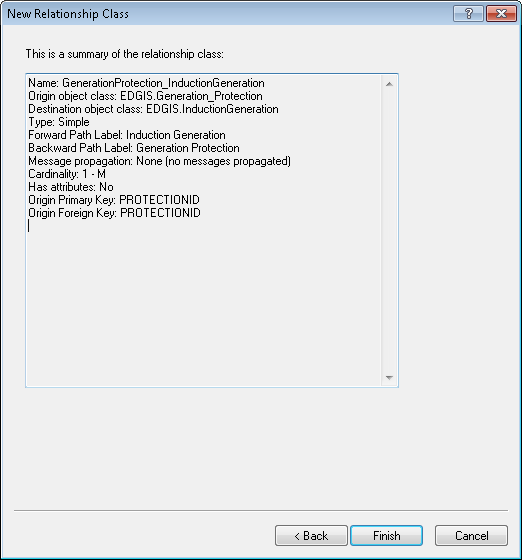 New Relationship Class
?
This is a summary of the relationship class:
Name: GenerationProtection_InductionGeneration
Origin object class: EDGIS.Generation_Protection
Destination object class: EDGIS.InductionGeneration
Type: Simple
Forward Path Label: Induction Generation
Backward Path Label: Generation Protection
Message propagation: None (no messages propagated)
Cardinality: 1 - M
Has attributes: No
Origin Primary Key: PROTECTIONID
Origin Foreign Key: PROTECTIONID
< Back
Finish
Cancel